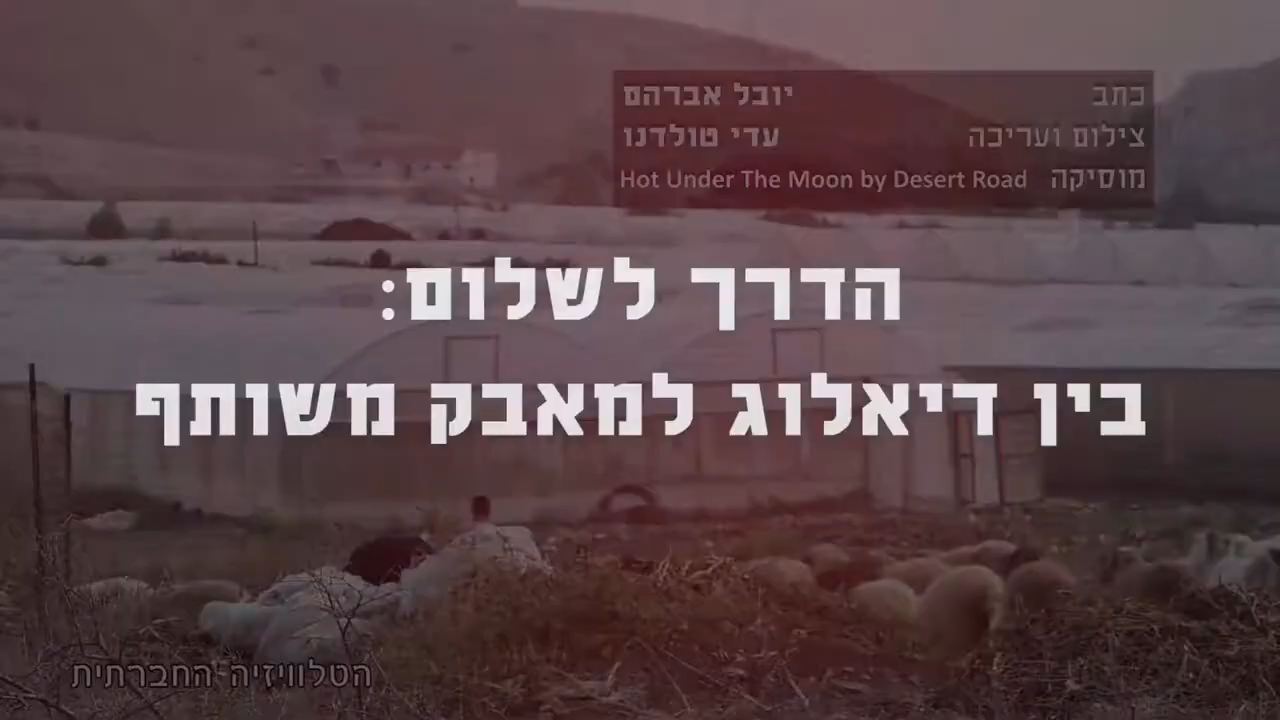 כתב יובל אברהם
צילום ועריכה עדי טולדנו
מוסיקה Hot Under The Moon by Desert Road
הדרך לשלום:
בין דיאלוג למאבק משותף
הטלוויזיה החברתית